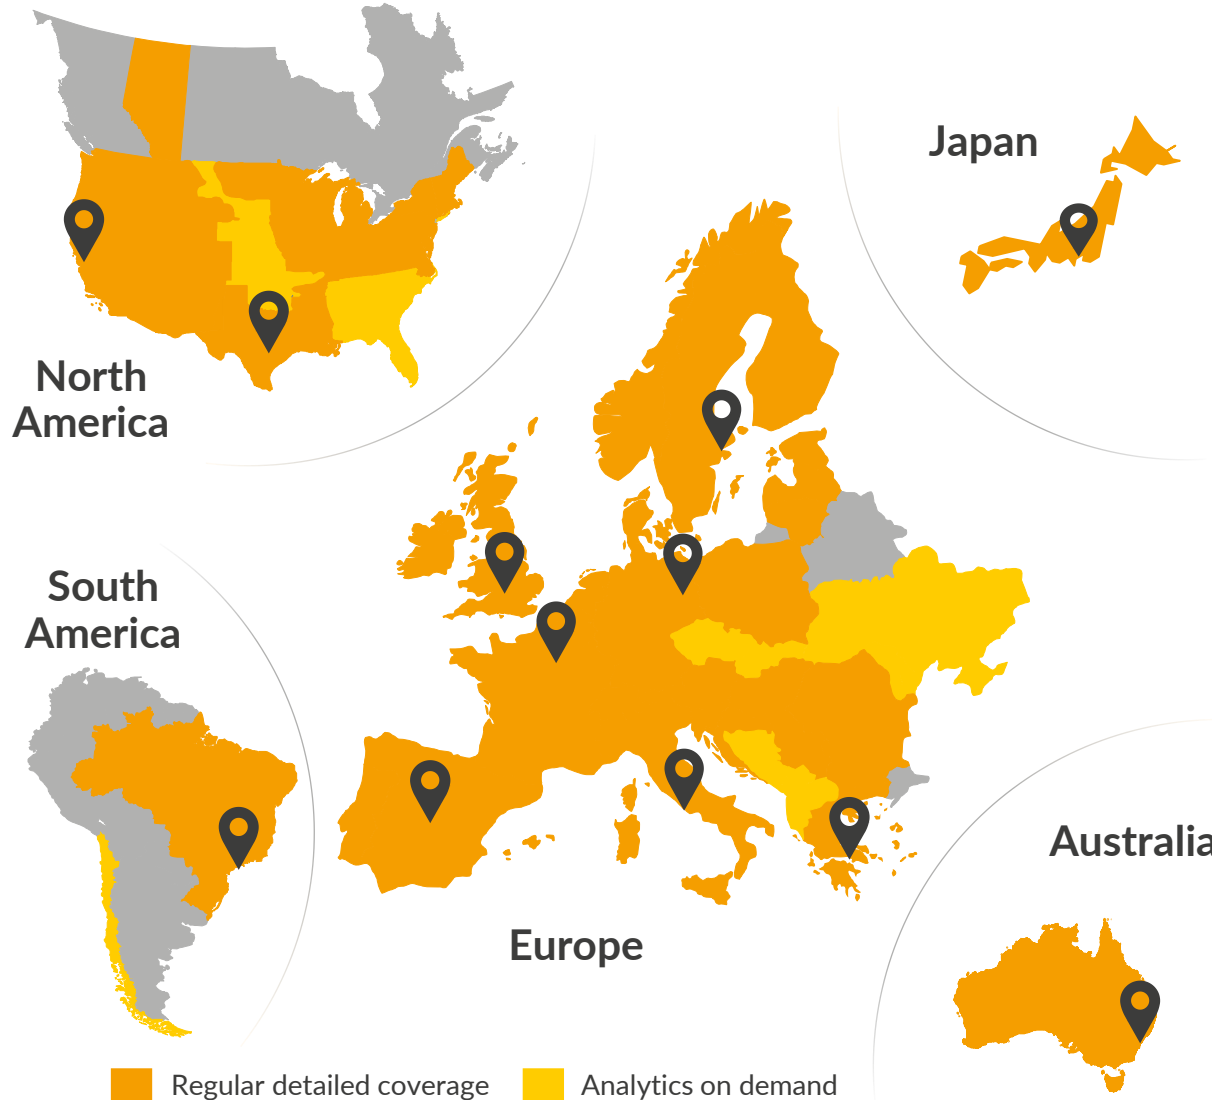 Japan
North
America
South
America
Australia
Europe
Regular detailed coverage
Analytics on demand